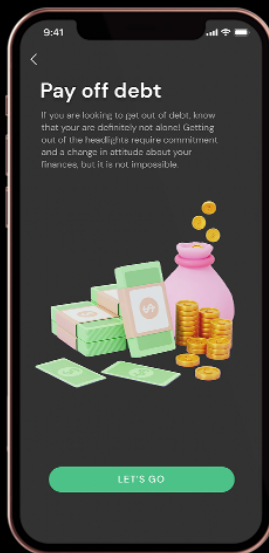 9:41
Pay off debt
If you are looking to get out of debt, know
that your are definitely not alone! Getting
out of the headlights require commitment
and a change in attitude about your
finances, but it is not impossible.
LET'S GO